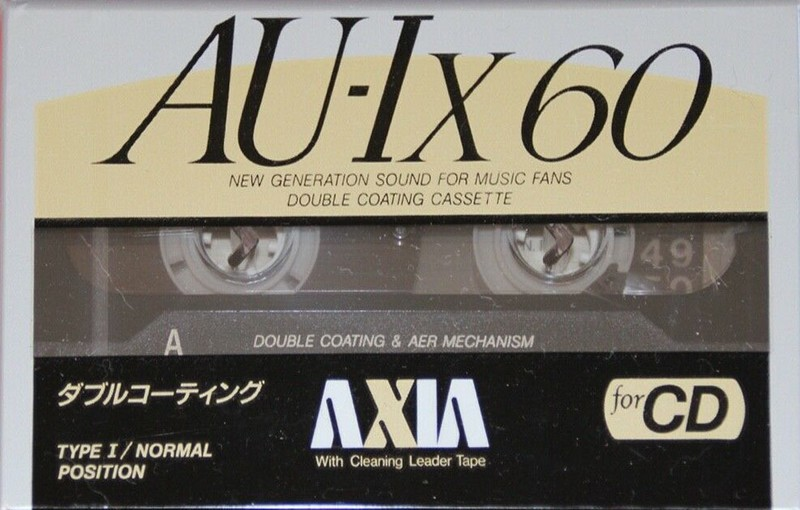 AU-Ix 60
NEW GENERATION SOUND FOR MUSIC FANS
DOUBLE COATING CASSETTE
49
A
DOUBLE COATING & AER MECHANISM
ダブルコーティング
AXIA
for CD
With Cleaning Leader Tape
TYPE I / NORMAL
POSITION